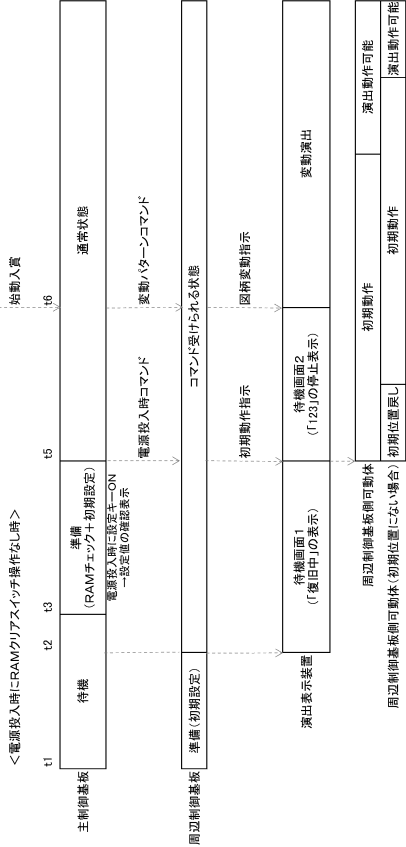 ＜電源投入時にRAMクリアスイッチ操作なし時＞
始動入賞
t1
t2
t3
t5
t6
主制御基板
待機
準備
（RAMチェック＋初期設定）
通常状態
電源投入時に設定キーON
→設定値の確認表示
電源投入時コマンド
変動パターンコマンド
周辺制御基板
準備（初期設定）
コマンド受けられる状態
初期動作指示
図柄変動指示
演出表示装置
待機画面１
（「復旧中」の表示）
待機画面２
（「123」の停止表示）
変動演出
周辺制御基板側可動体
初期動作
演出動作可能
周辺制御基板側可動体（初期位置にない場合）
初期位置戻し
初期動作
演出動作可能